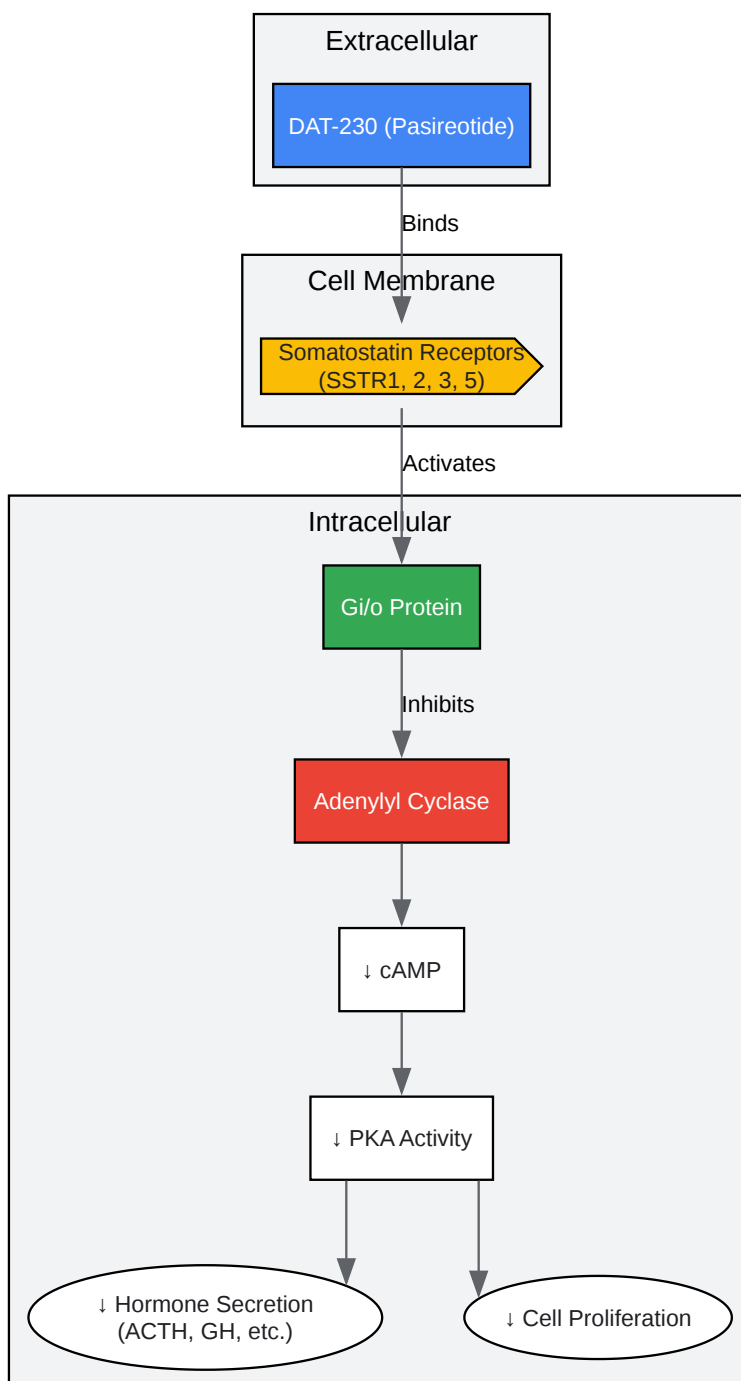 Extracellular
DAT-230 (Pasireotide)
Binds
Cell Membrane
Somatostatin Receptors
(SSTR1, 2, 3, 5)
Activates
Intracellular
Gi/o Protein
Inhibits
Adenylyl Cyclase
↓ cAMP
↓ PKA Activity
↓ Hormone Secretion
(ACTH, GH, etc.)
↓ Cell Proliferation